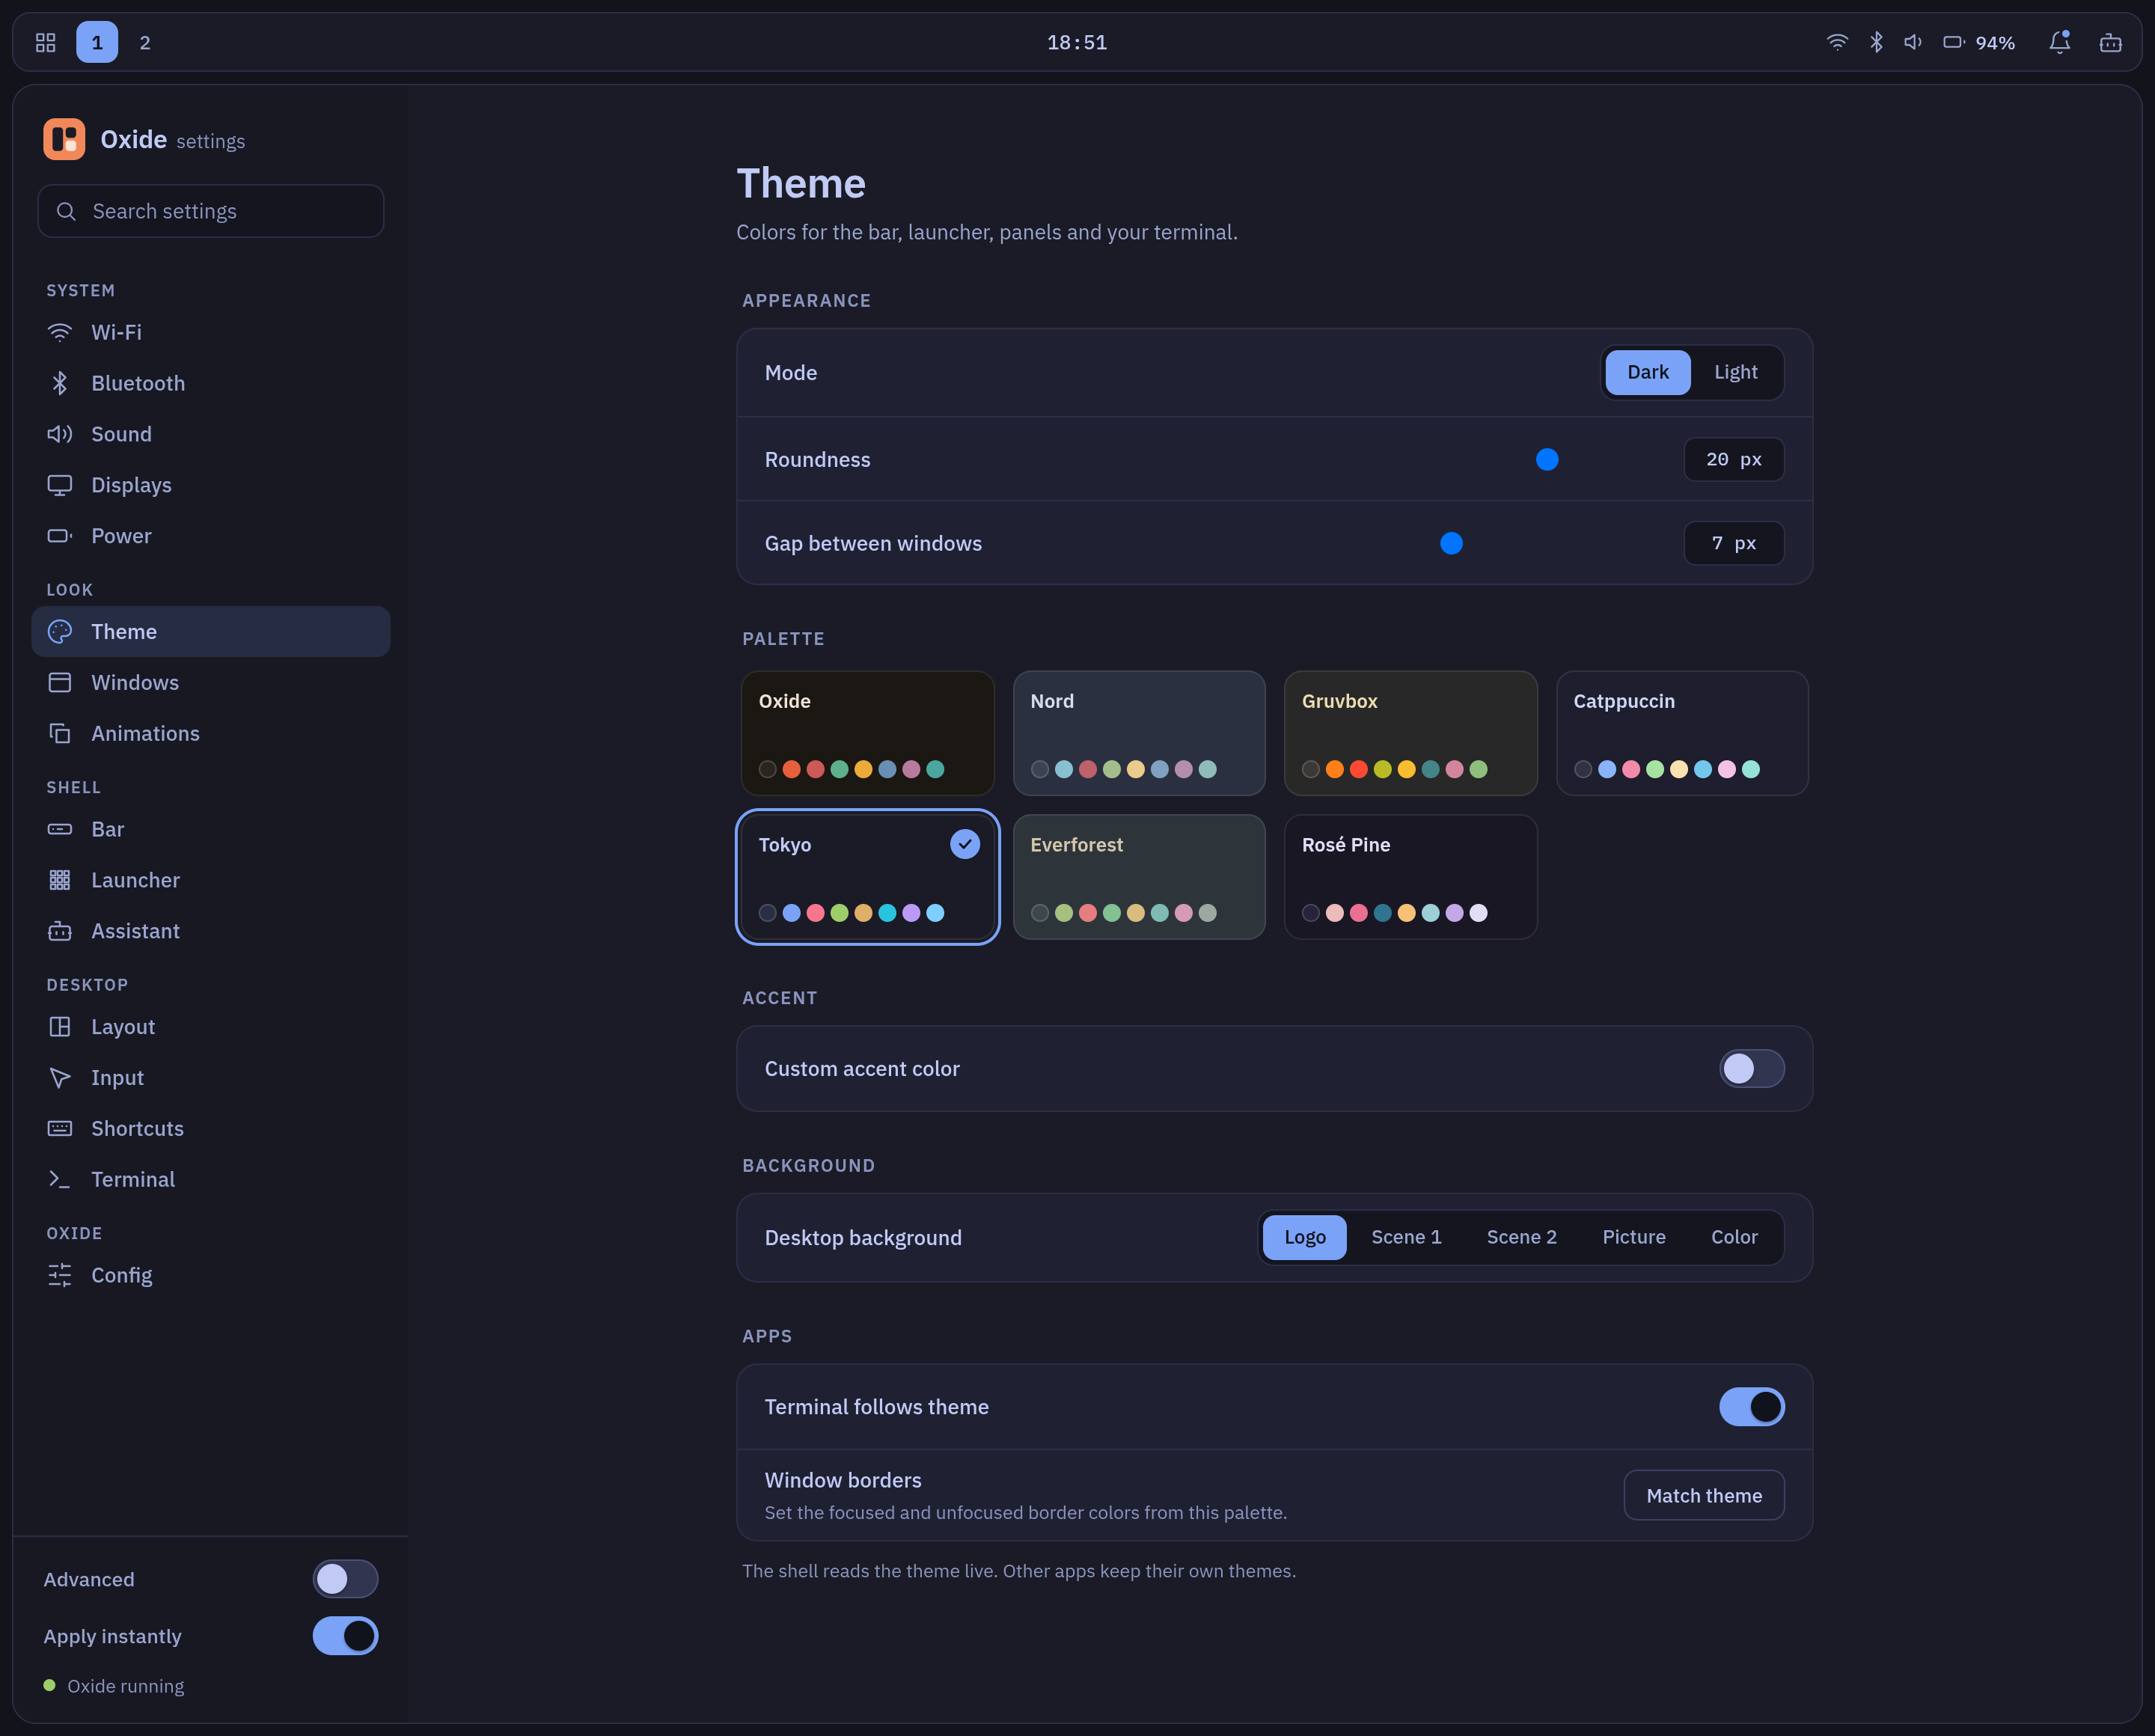 1 2 18:51 94%
Oxide settings
Search settings
SYSTEM
Wi-Fi
Bluetooth
Sound
Displays
Power
LOOK
Theme
Windows
Animations
SHELL
Bar
Launcher
Assistant
DESKTOP
Layout
Input
Shortcuts
Terminal
OXIDE
Config
Advanced
Apply instantly
Oxide running
Theme
Colors for the bar, launcher, panels and your terminal.
APPEARANCE
Mode Dark Light
Roundness 20 px
Gap between windows 7 px
PALETTE
Oxide Nord Gruvbox Catppuccin
Tokyo Everforest Rosé Pine
ACCENT
Custom accent color
BACKGROUND
Desktop background Logo Scene 1 Scene 2 Picture Color
APPS
Terminal follows theme
Window borders
Set the focused and unfocused border colors from this palette.
Match theme
The shell reads the theme live. Other apps keep their own themes.